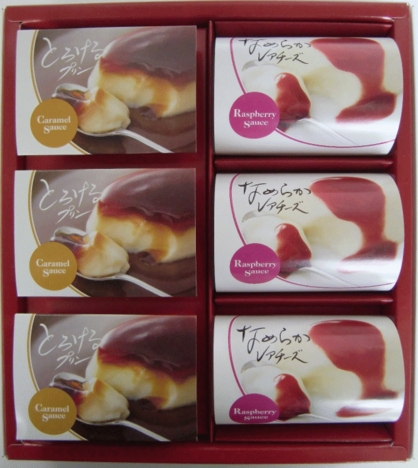 とろける
プリン
Caramel
Sauce
なめらか
レアチーズ
Raspberry
Sauce
とろける
プリン
Caramel
Sauce
なめらか
レアチーズ
Raspberry
Sauce
とろける
プリン
Caramel
Sauce
なめらか
レアチーズ
Raspberry
Sauce